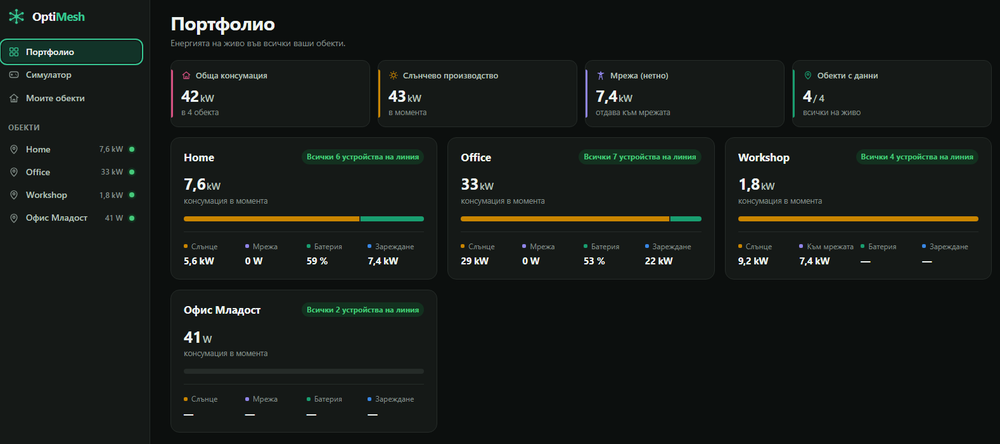 OptiMesh
Портфолио
Симулатор
Моите обекти
ОБЕКТИ
Home 7,6 kW
Office 33 kW
Workshop 1,8 kW
Офис Младост 41 W
Портфолио
Енергията на живо във всички ваши обекти.
Обща консумация
42 kW
в 4 обекта
Слънчево производство
43 kW
в момента
Мрежа (нетно)
7,4 kW
отдава към мрежата
Обекти с данни
4 / 4
всички на живо
Home Всички 6 устройства на линия
7,6 kW
консумация в момента
Слънце Мрежа Батерия Зареждане
5,6 kW 0 W 59 % 7,4 kW
Office Всички 7 устройства на линия
33 kW
консумация в момента
Слънце Мрежа Батерия Зареждане
29 kW 0 W 53 % 22 kW
Workshop Всички 4 устройства на линия
1,8 kW
консумация в момента
Слънце Към мрежата Батерия Зареждане
9,2 kW 7,4 kW — —
Офис Младост Всички 2 устройства на линия
41 W
консумация в момента
Слънце Мрежа Батерия Зареждане
— — — —